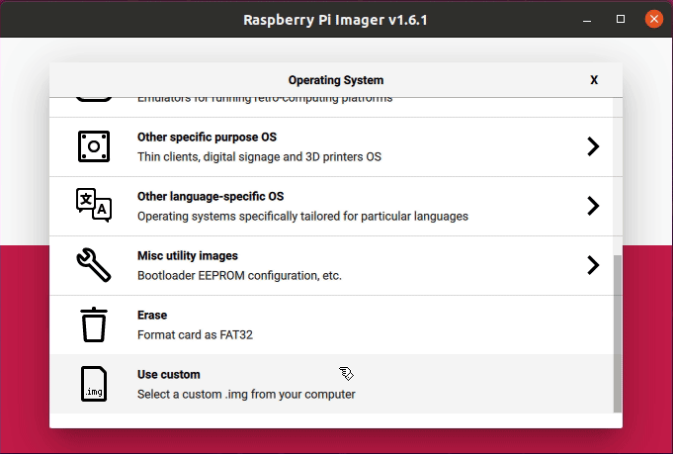 Raspberry Pi Imager v1.6.1
Operating System
X
Emulators for running retro-computing platforms
Other specific purpose OS
Thin clients, digital signage and 3D printers OS
Other language-specific OS
Operating systems specifically tailored for particular languages
文
A
Misc utility images
Bootloader EEPROM configuration, etc.
Erase
Format card as FAT32
Use custom
.img
Select a custom .img from your computer